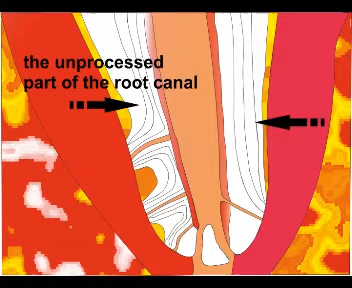 the unprocessed
part of the root canal